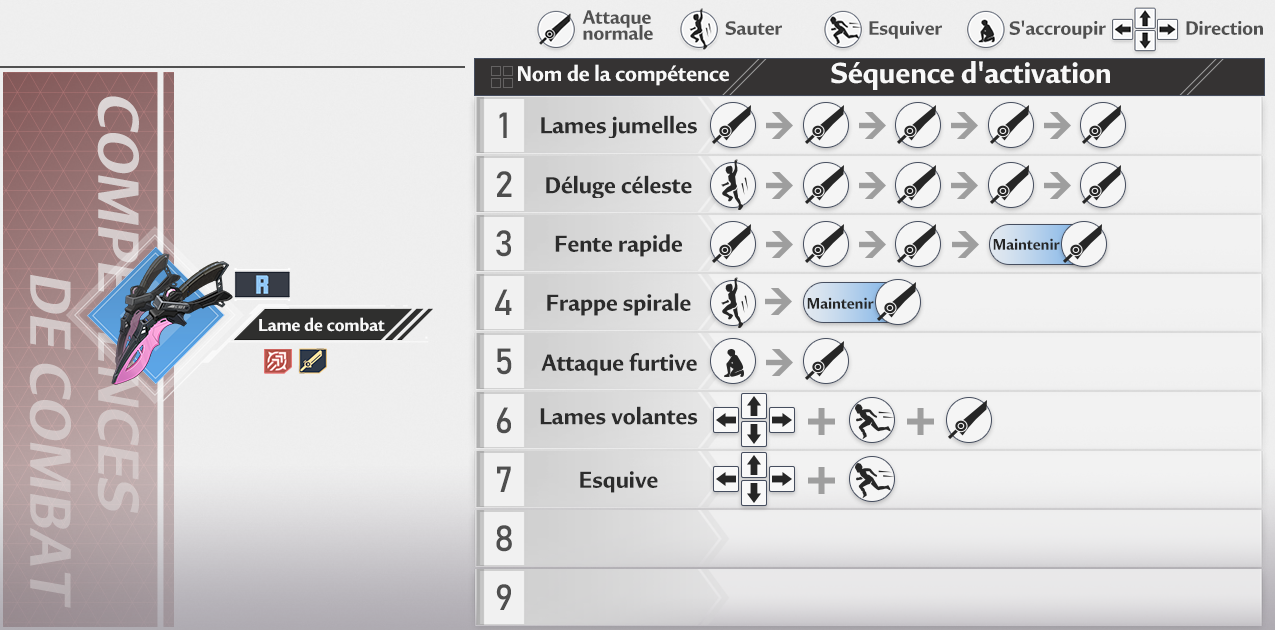 Attaque
normale
Sauter
Esquiver
S'accroupir
Direction
Nom de la compétence
Séquence d'activation
COMPÉTENCES
DE COMBAT
R
Lame de combat
1 Lames jumelles
2 Déluge céleste
3 Fente rapide Maintenir
4 Frappe spirale Maintenir
5 Attaque furtive
6 Lames volantes
7 Esquive
8
9